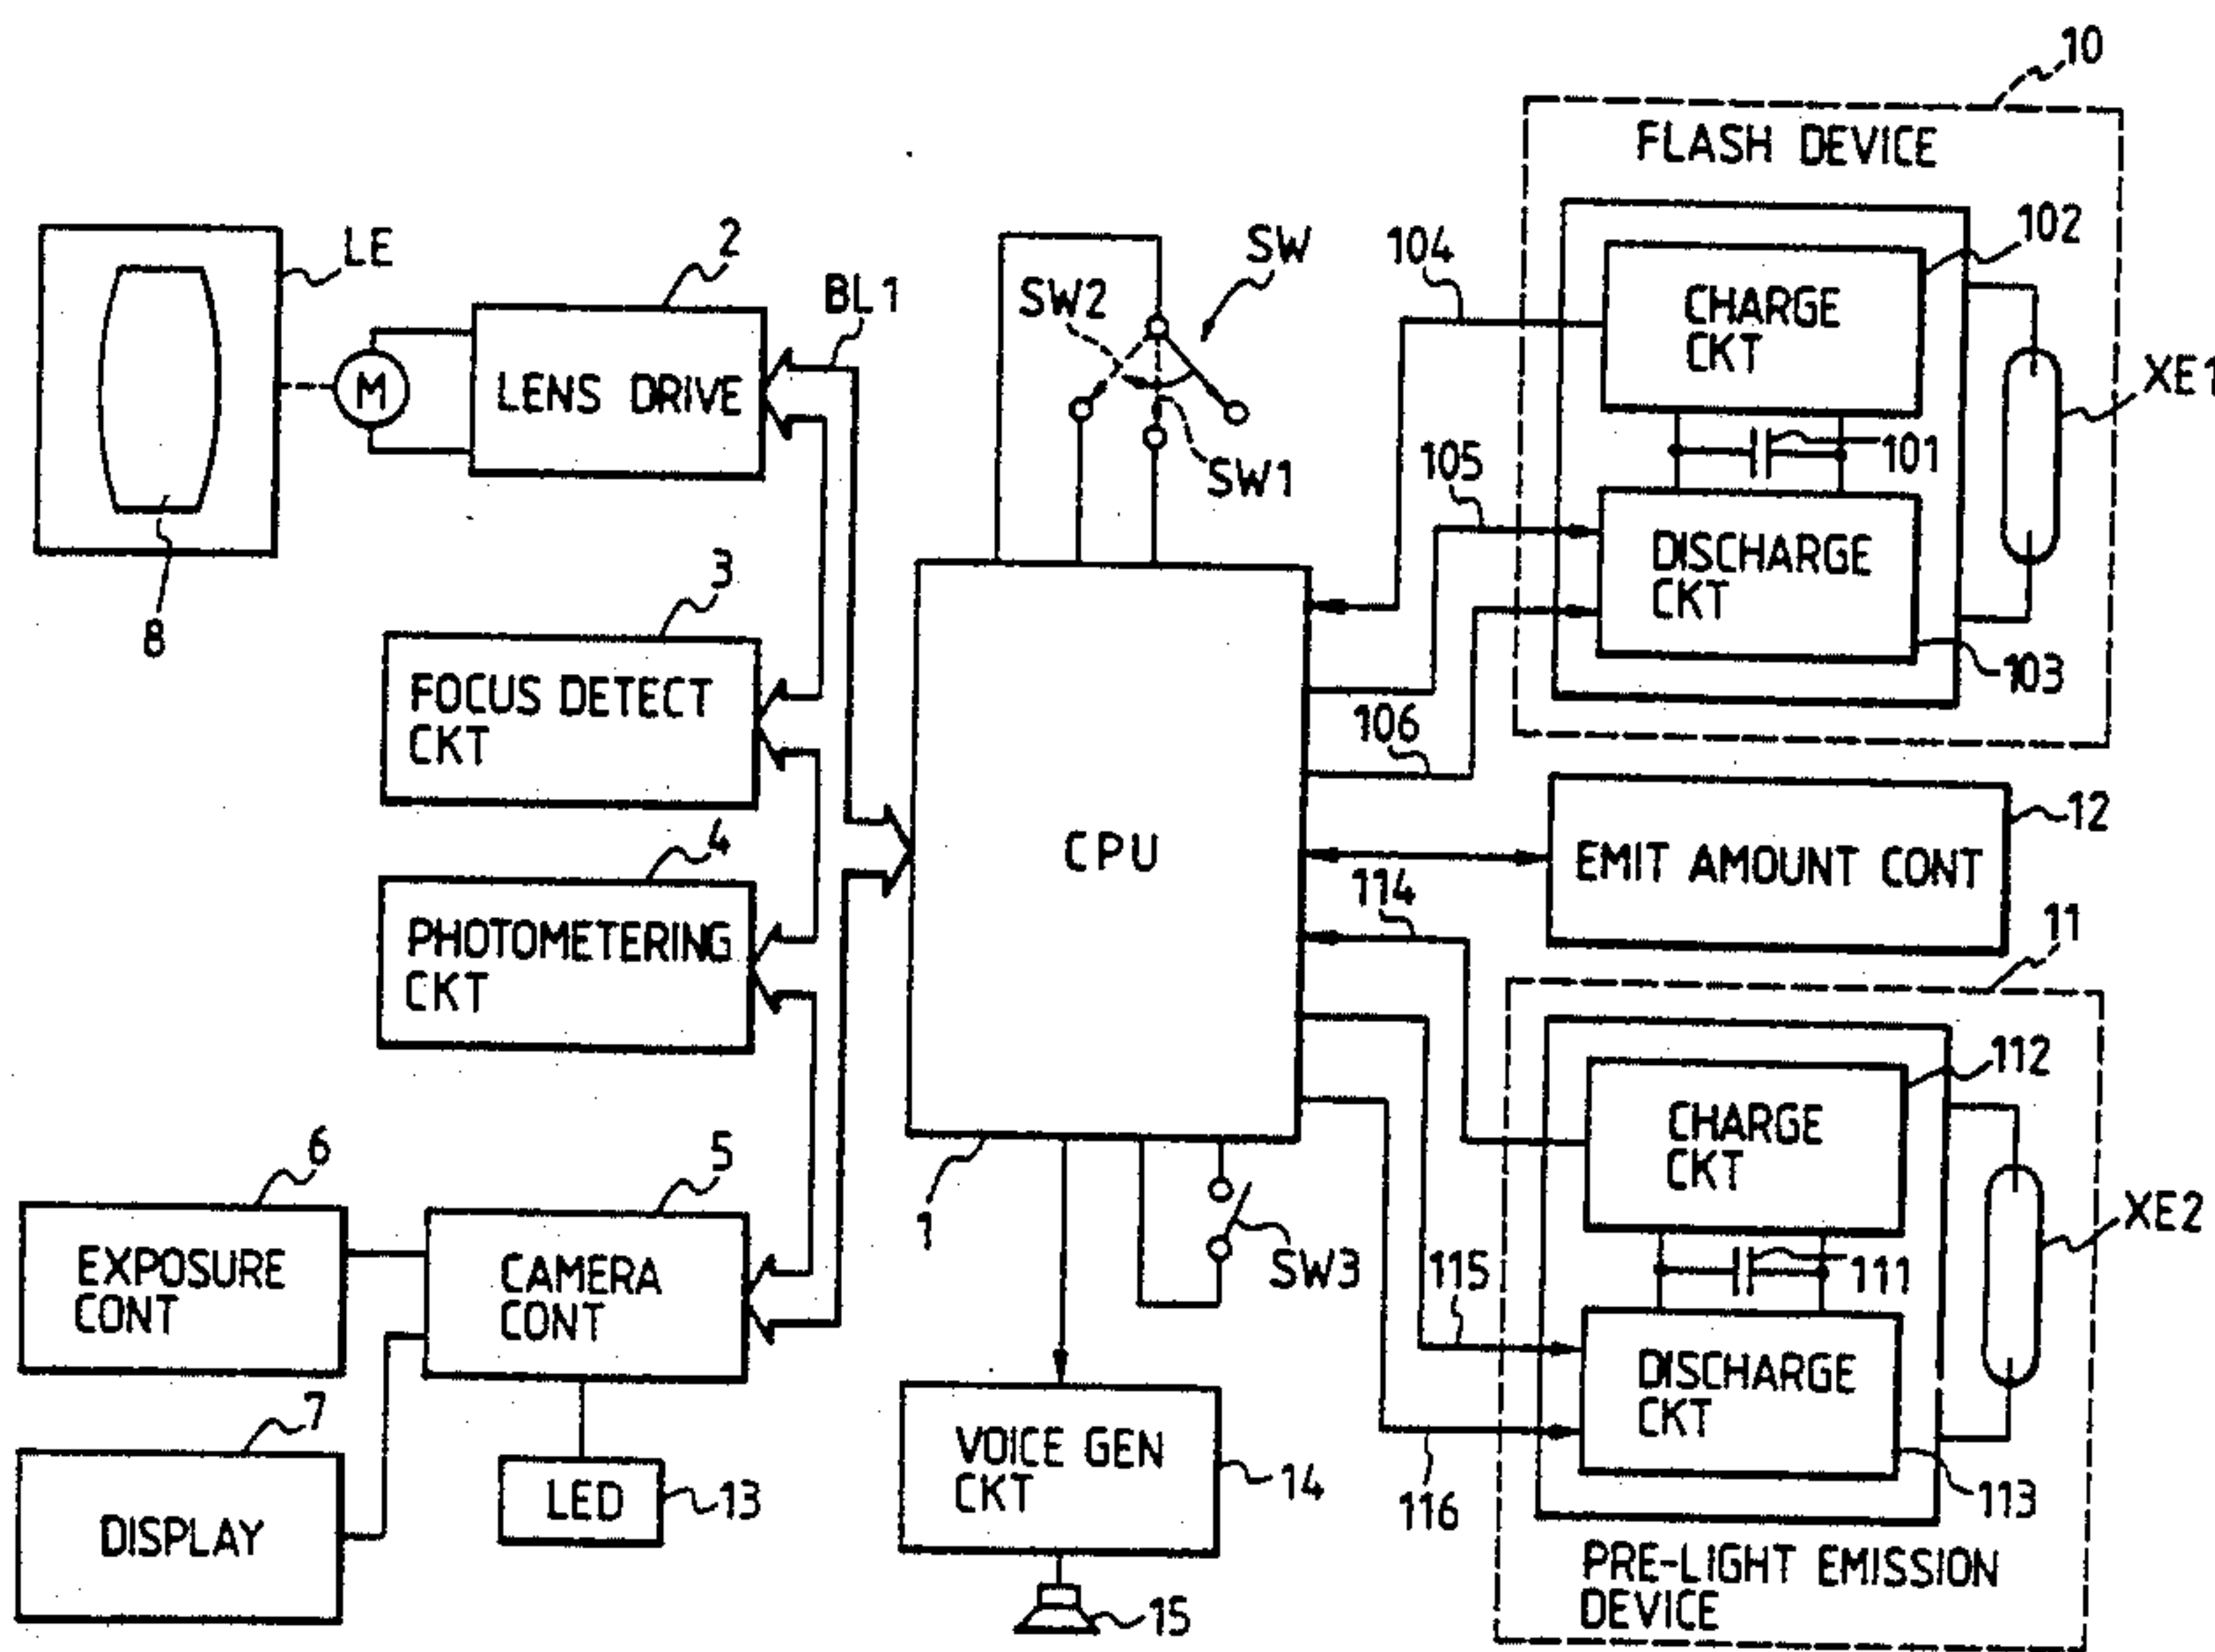 10
FLASH DEVICE
LE
2
BL1
SW
SW2
SW1
104
102
CHARGE
CKT
XE1
M
LENS DRIVE
101
105
8
3
DISCHARGE
CKT
103
FOCUS DETECT
CKT
106
CPU
12
EMIT AMOUNT CONT
4
114
11
PHOTOMETERING
CKT
112
CHARGE
CKT
6
5
1
XE2
EXPOSURE
CONT
CAMERA
CONT
SW3
115
111
7
DISCHARGE
CKT
VOICE GEN
CKT
14
LED
13
116
113
DISPLAY
PRE-LIGHT EMISSION
DEVICE
15